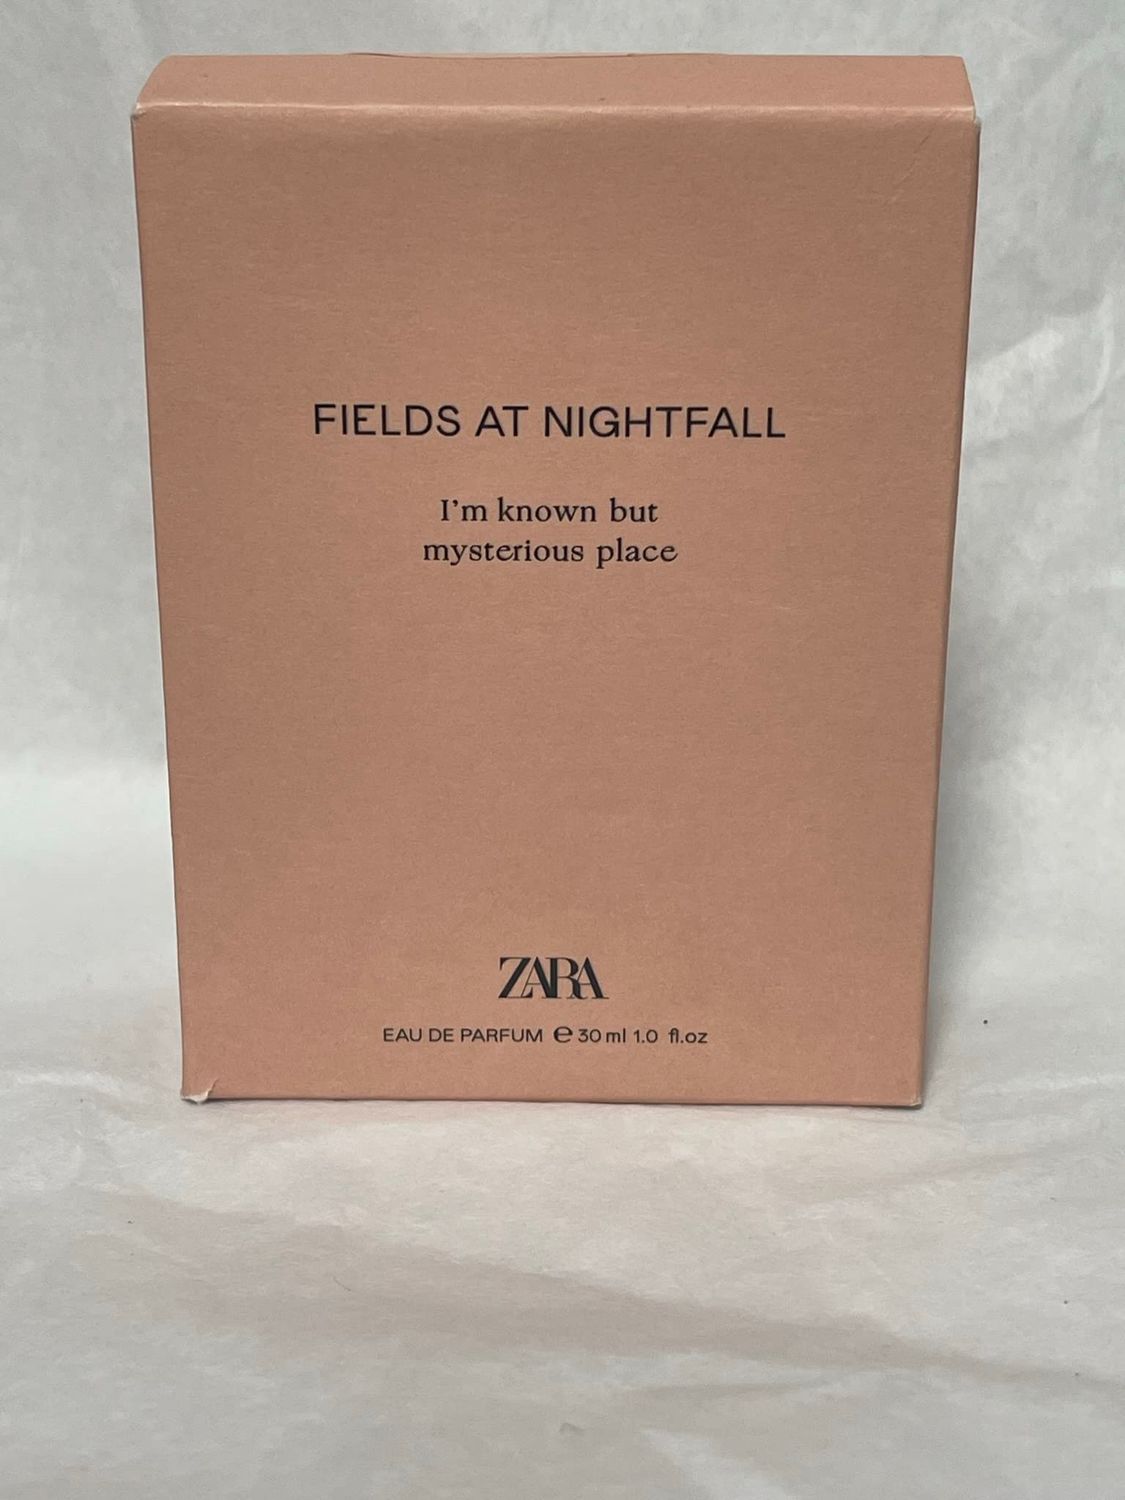 FIELDS AT NIGHTFALL
I'm known but
mysterious place
ZARA
EAU DE PARFUM ℮ 30 ml 1.0 fl.oz